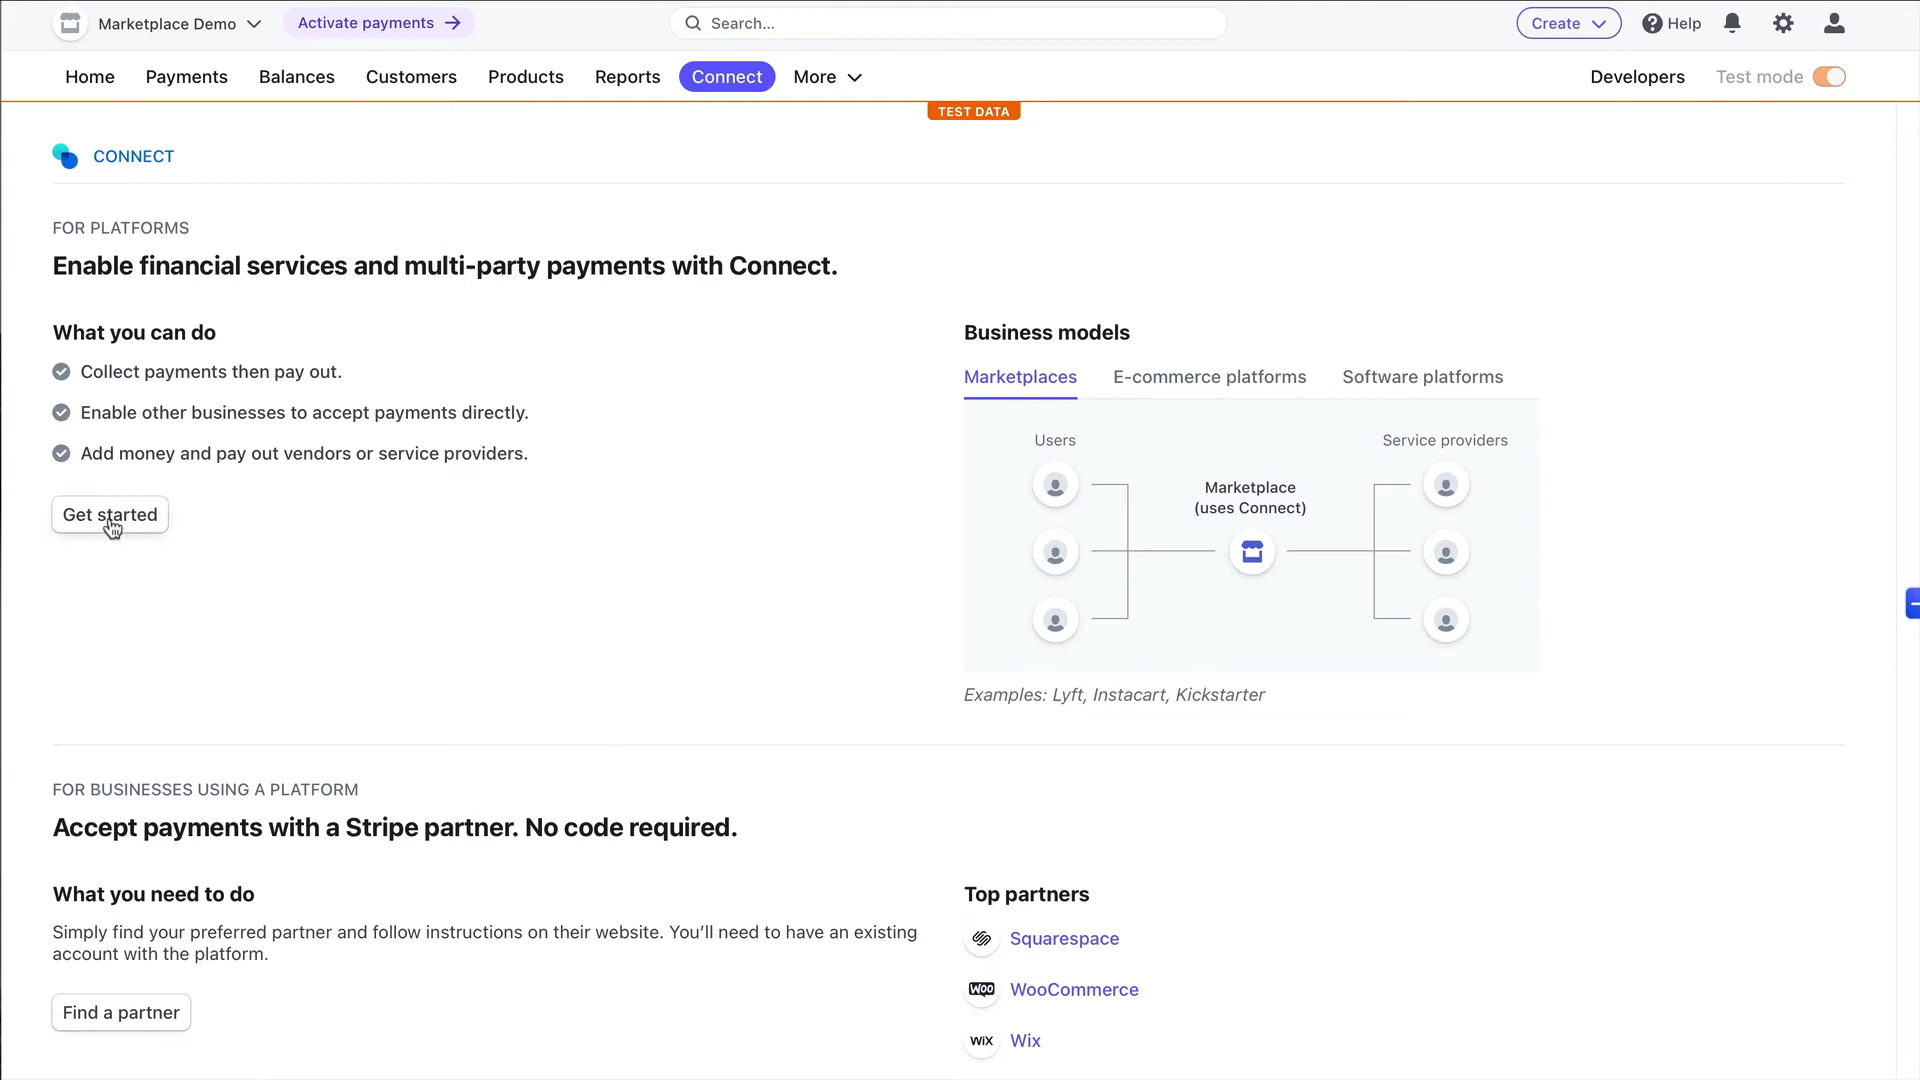 Marketplace Demo
Activate payments
Search...
Create
Help
Home
Payments
Balances
Customers
Products
Reports
Connect
More
Developers
Test mode
TEST DATA
CONNECT
FOR PLATFORMS
Enable financial services and multi-party payments with Connect.
What you can do
Collect payments then pay out.
Enable other businesses to accept payments directly.
Add money and pay out vendors or service providers.
Get started
Business models
Marketplaces
E-commerce platforms
Software platforms
Users
Service providers
Marketplace
(uses Connect)
Examples: Lyft, Instacart, Kickstarter
FOR BUSINESSES USING A PLATFORM
Accept payments with a Stripe partner. No code required.
What you need to do
Simply find your preferred partner and follow instructions on their website. You’ll need to have an existing
account with the platform.
Find a partner
Top partners
Squarespace
WOO
WooCommerce
WiX
Wix